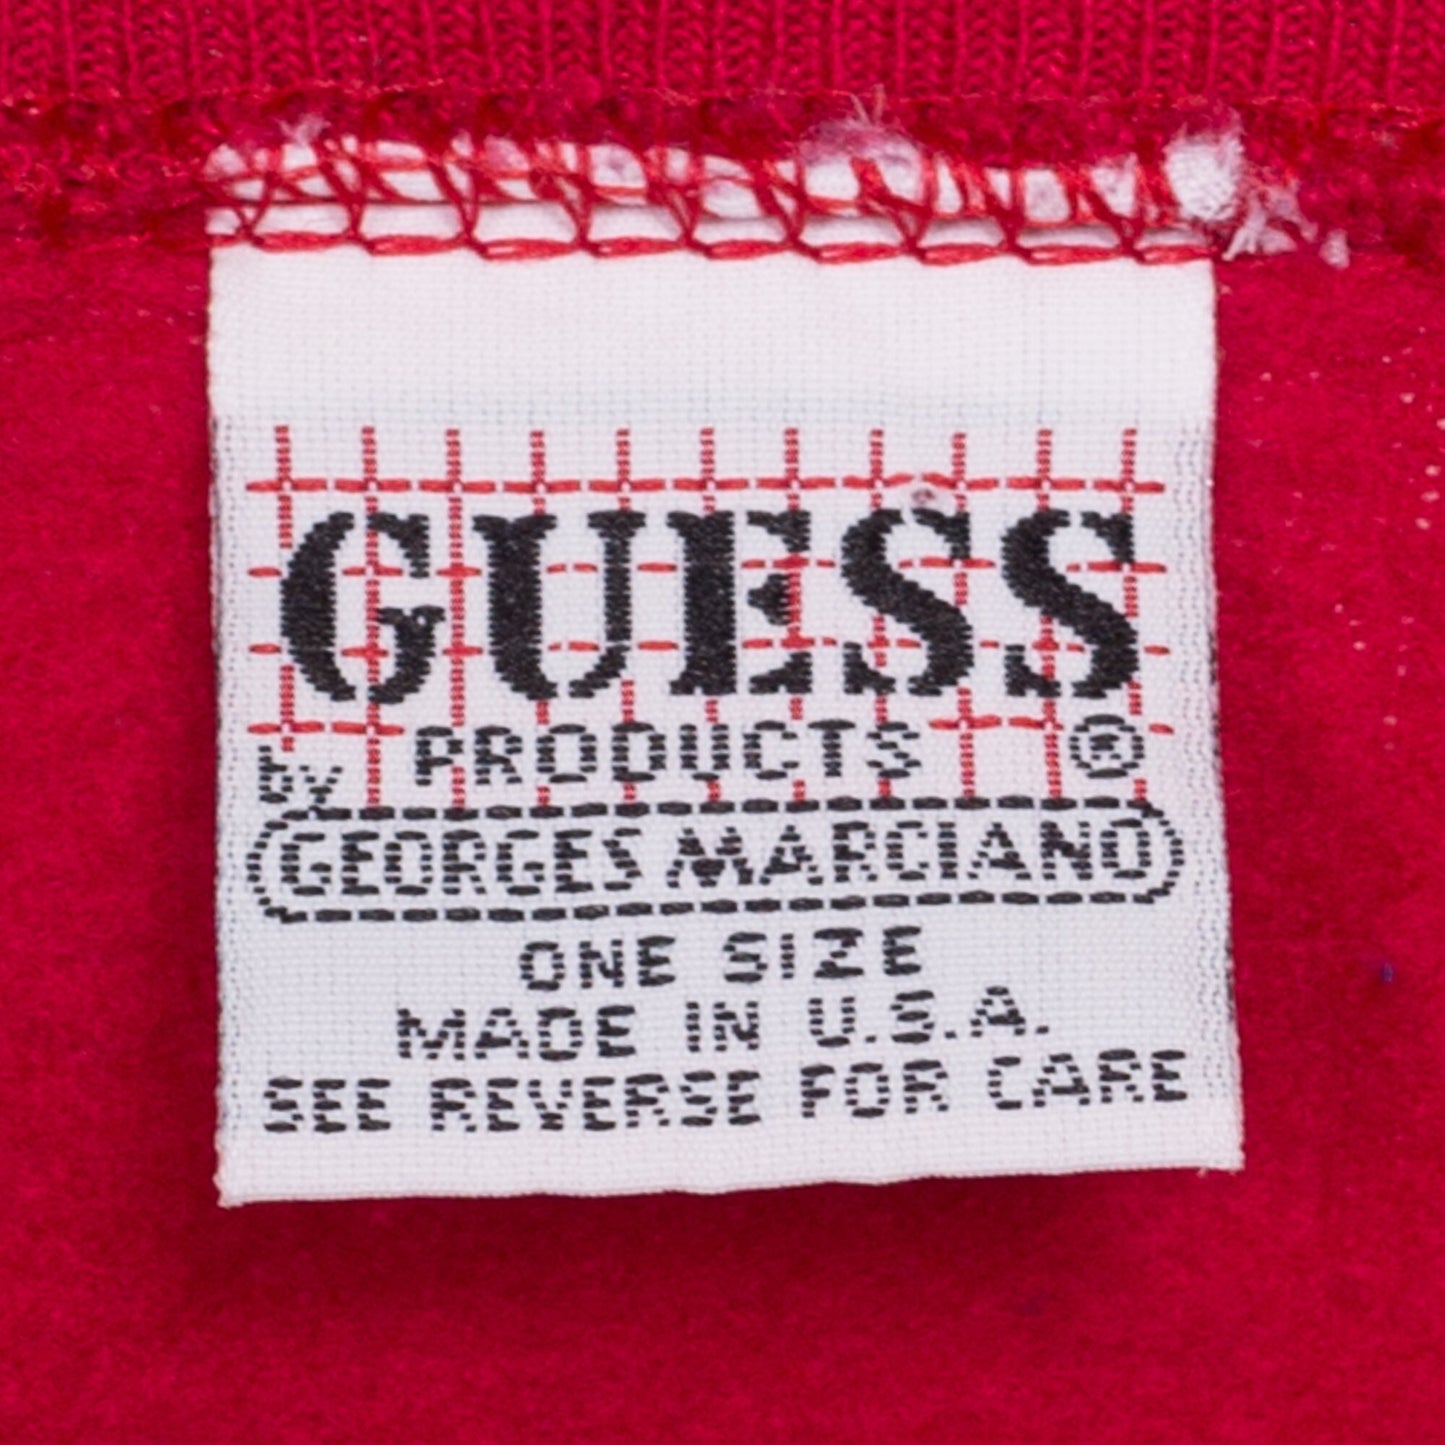 GUESS
PRODUCTS ®
BY
GEORGES MARCIANO
ONE SIZE
MADE IN U.S.A.
SEE REVERSE FOR CARE